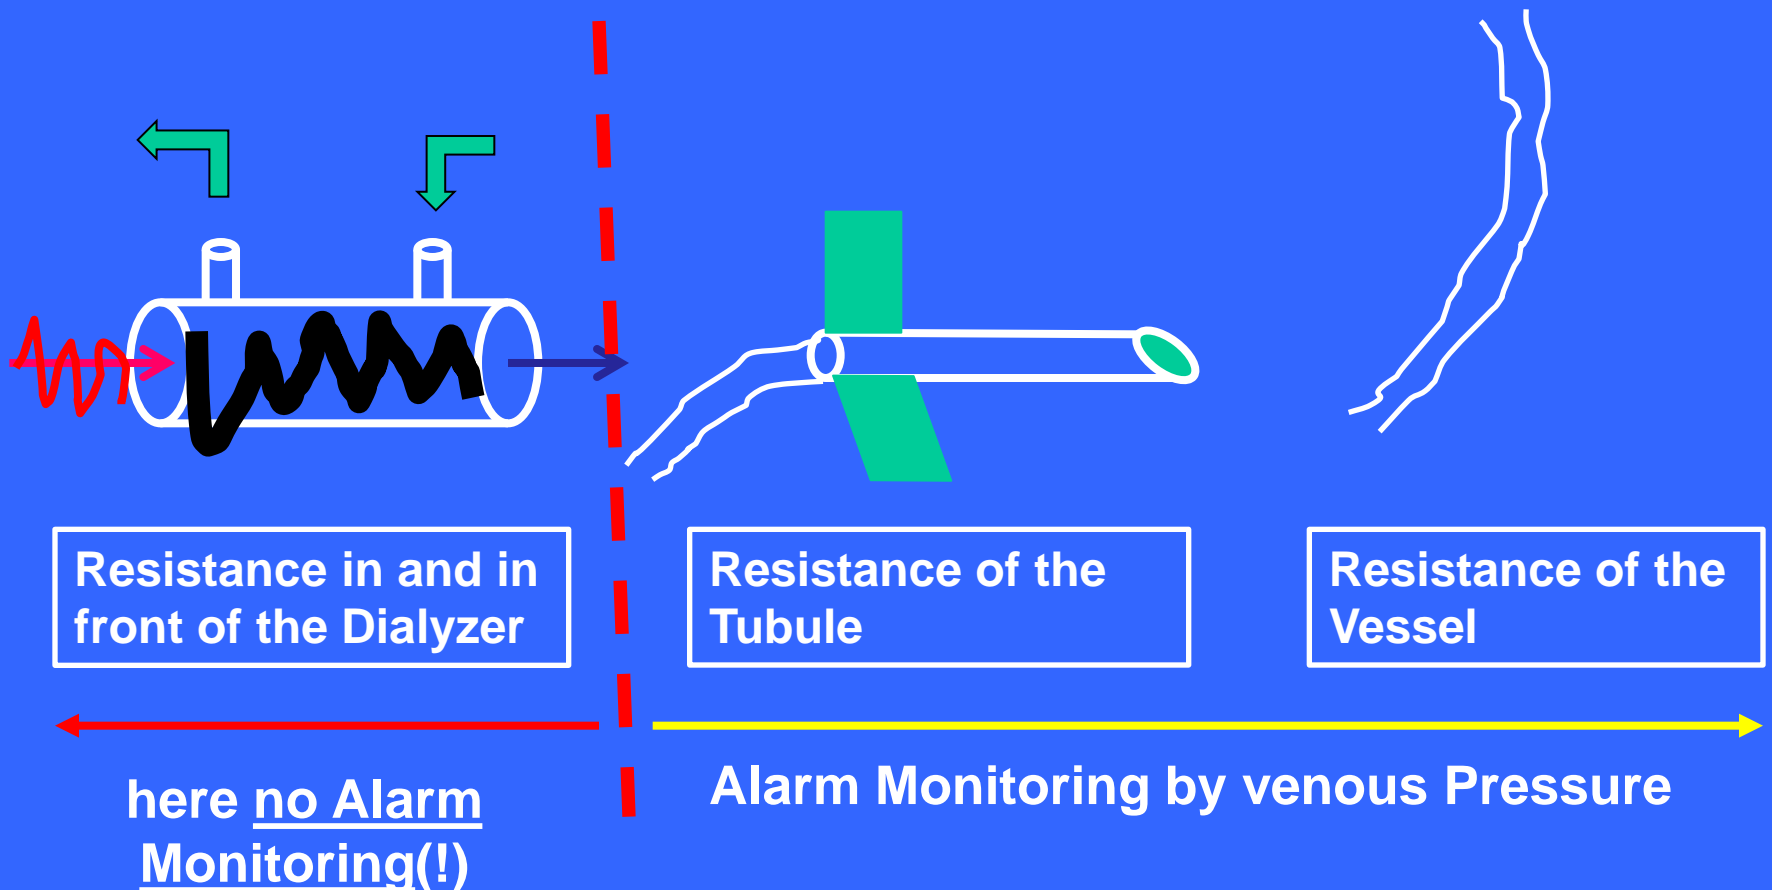 Resistance in and in
front of the Dialyzer
Resistance of the
Tubule
Resistance of the
Vessel
here no Alarm
Monitoring(!)
Alarm Monitoring by venous Pressure